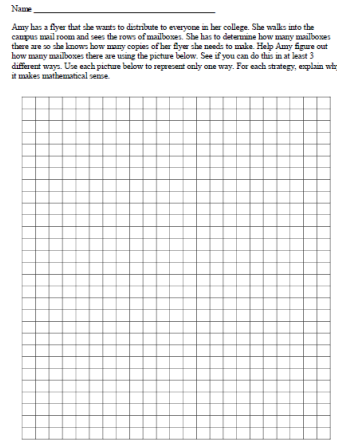 Name
Amy has a flyer that she wants to distribute to everyone in her college. She walks into the
campus mail room and sees the rows of mailboxes. She has to determine how many mailboxes
there are so she knows how many copies of her flyer she needs to make. Help Amy figure out
how many mailboxes there are using the picture below. See if you can do this in at least 3
different ways. Use each picture below to represent only one way. For each strategy, explain why
it makes mathematical sense.